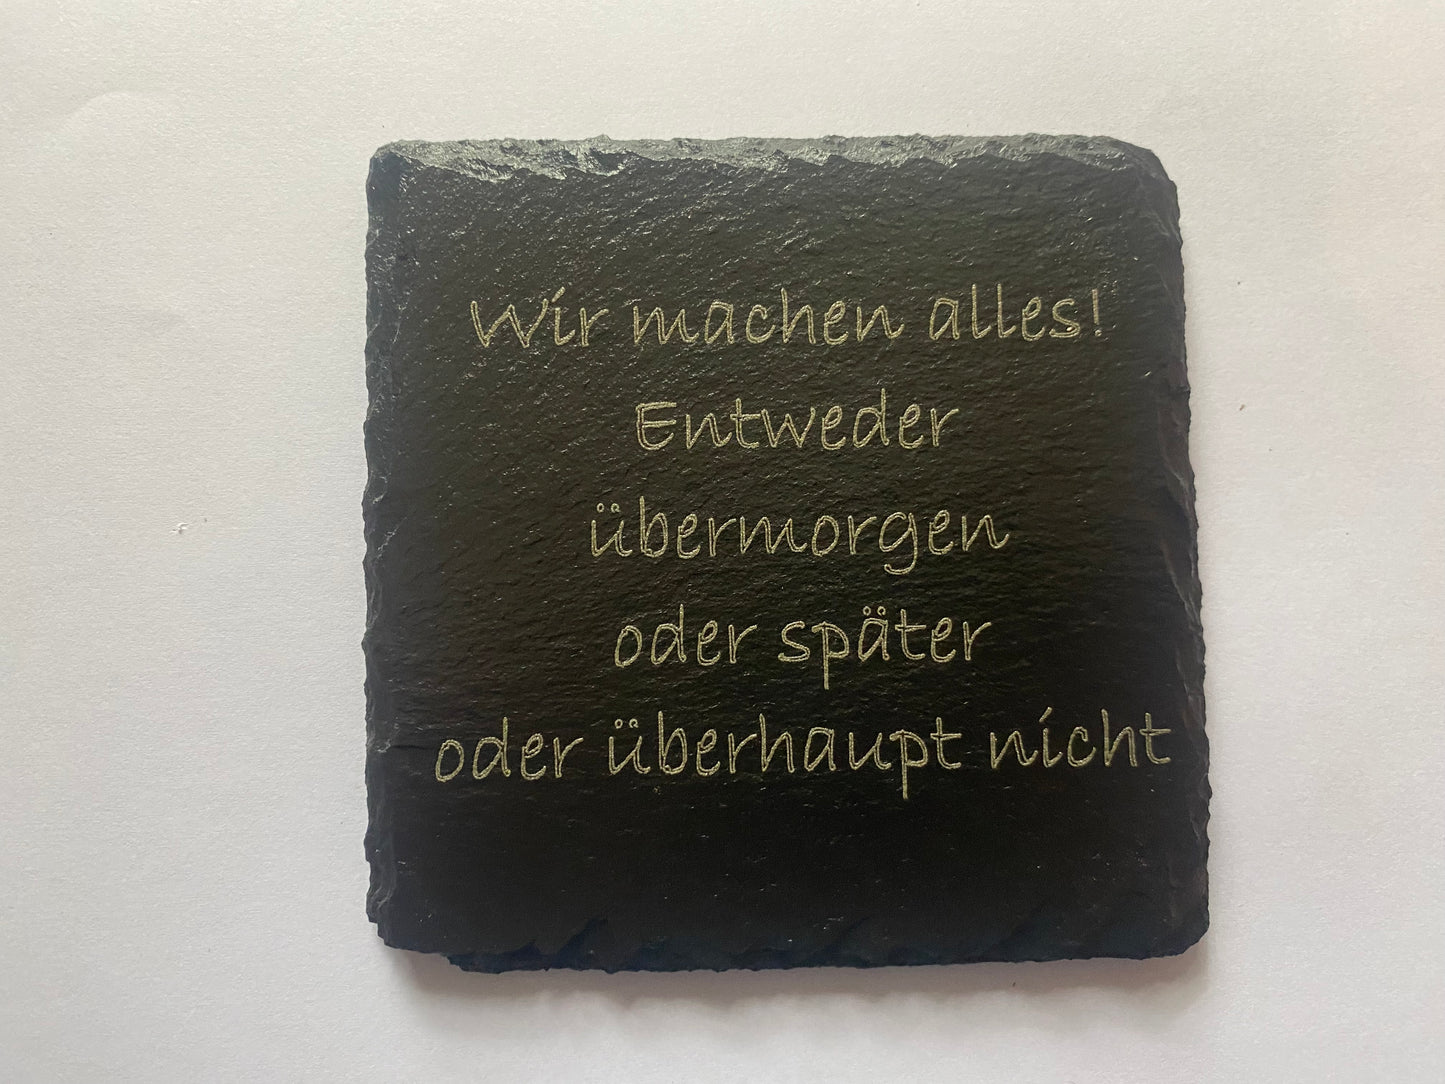 Wir machen alles!
Entweder
übermorgen
oder später
oder überhaupt nicht